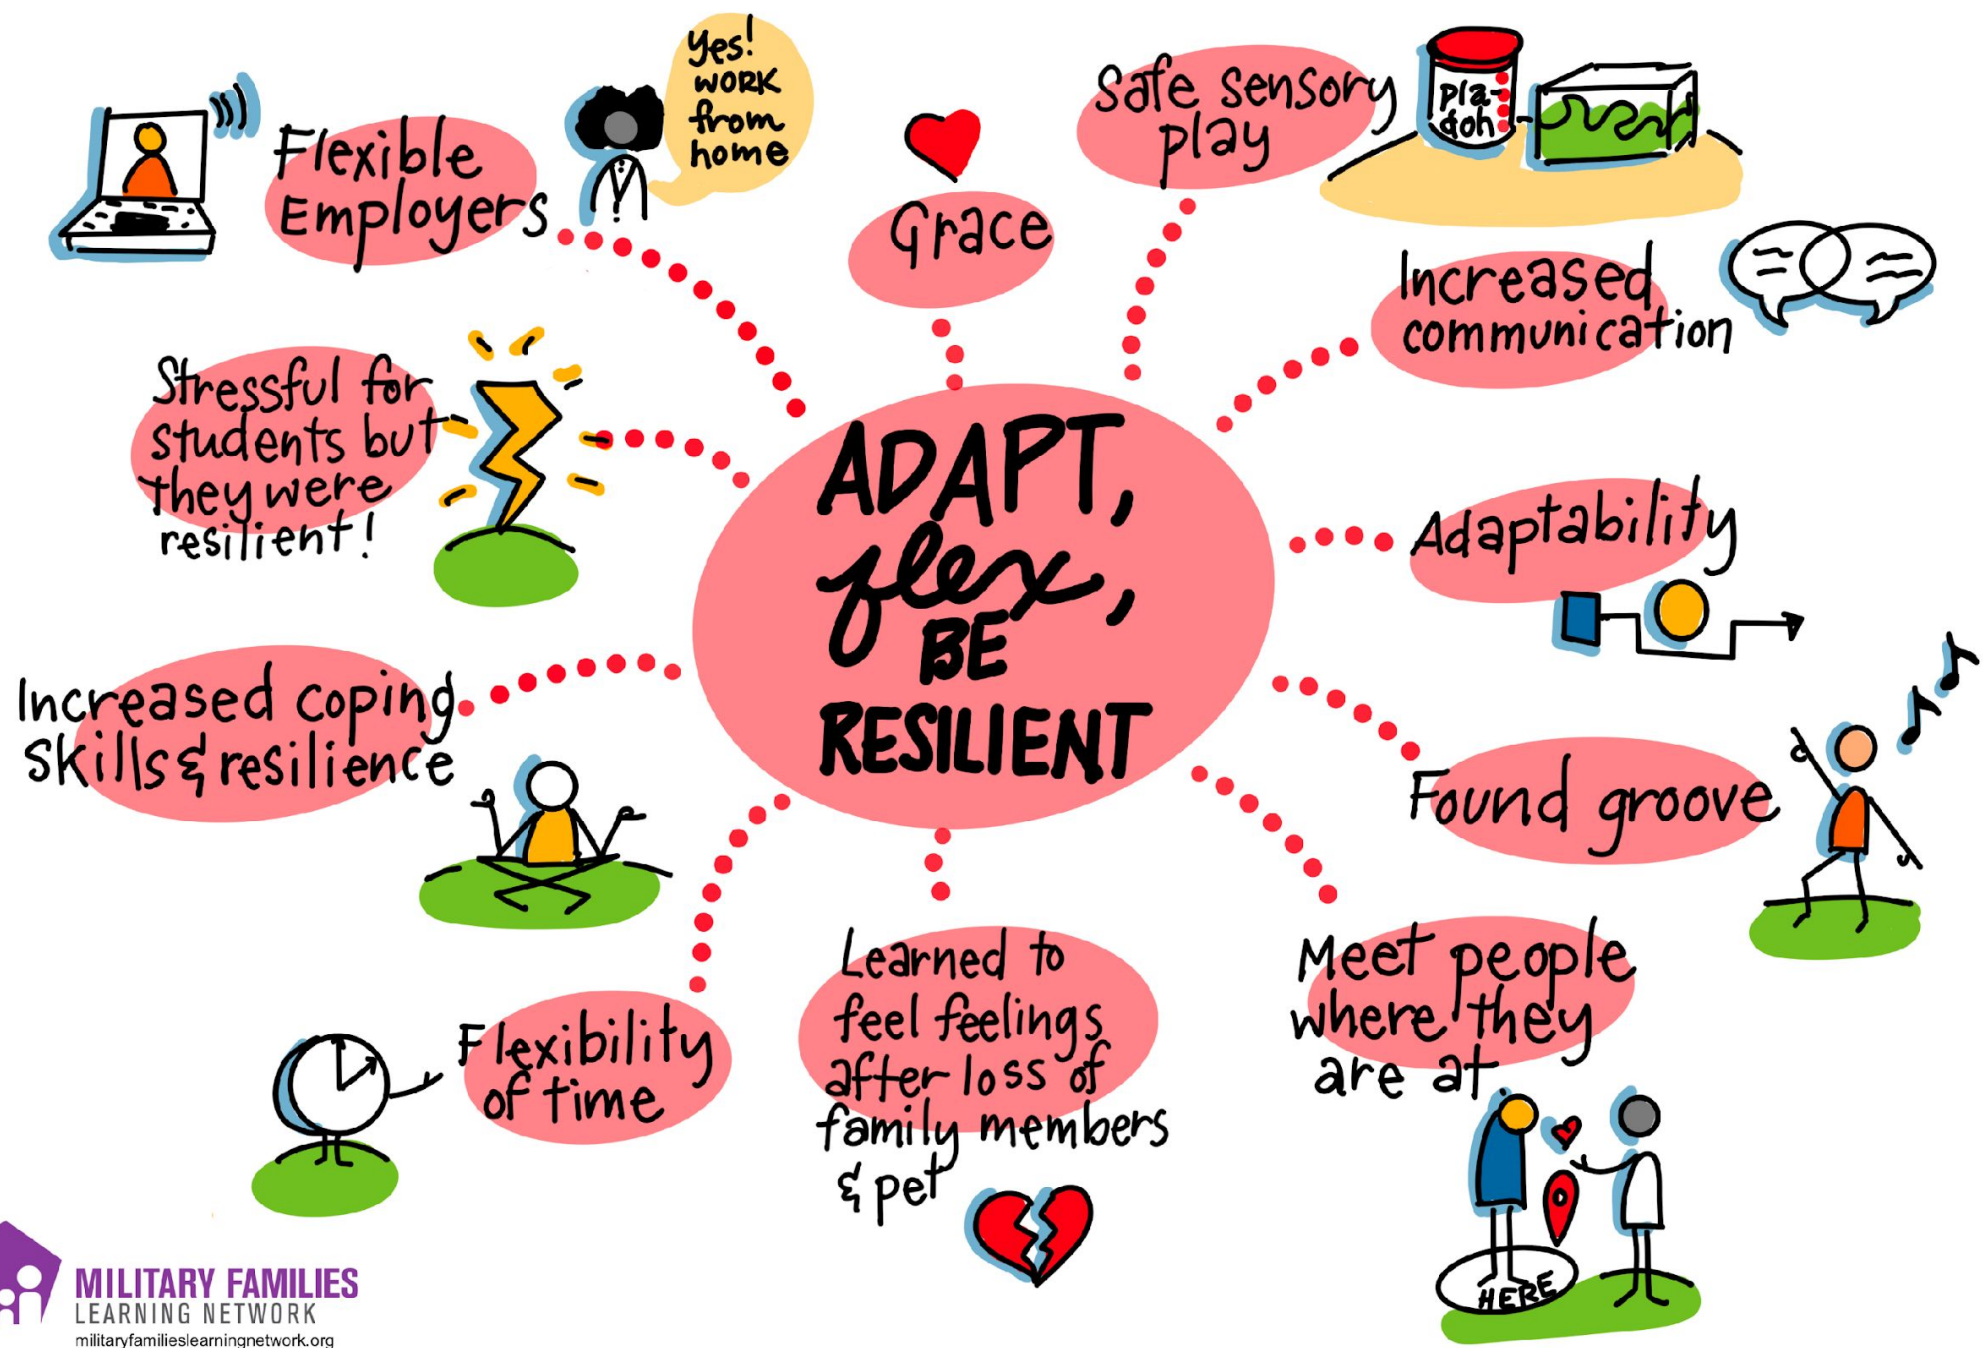 Flexible
Employers
Yes!
WORK
from
home
Grace
Safe sensory
play
pla-
doh
Increased
communication
Stressful for
students but
they were
resilient!
ADAPT,
flex,
BE
RESILIENT
Adaptability
Increased coping
skills & resilience
Found groove
Flexibility
of time
Learned to
feel feelings
after loss of
family members
& pet
Meet people
where they
are at
HERE
MILITARY FAMILIES
LEARNING NETWORK
militaryfamilieslearningnetwork.org